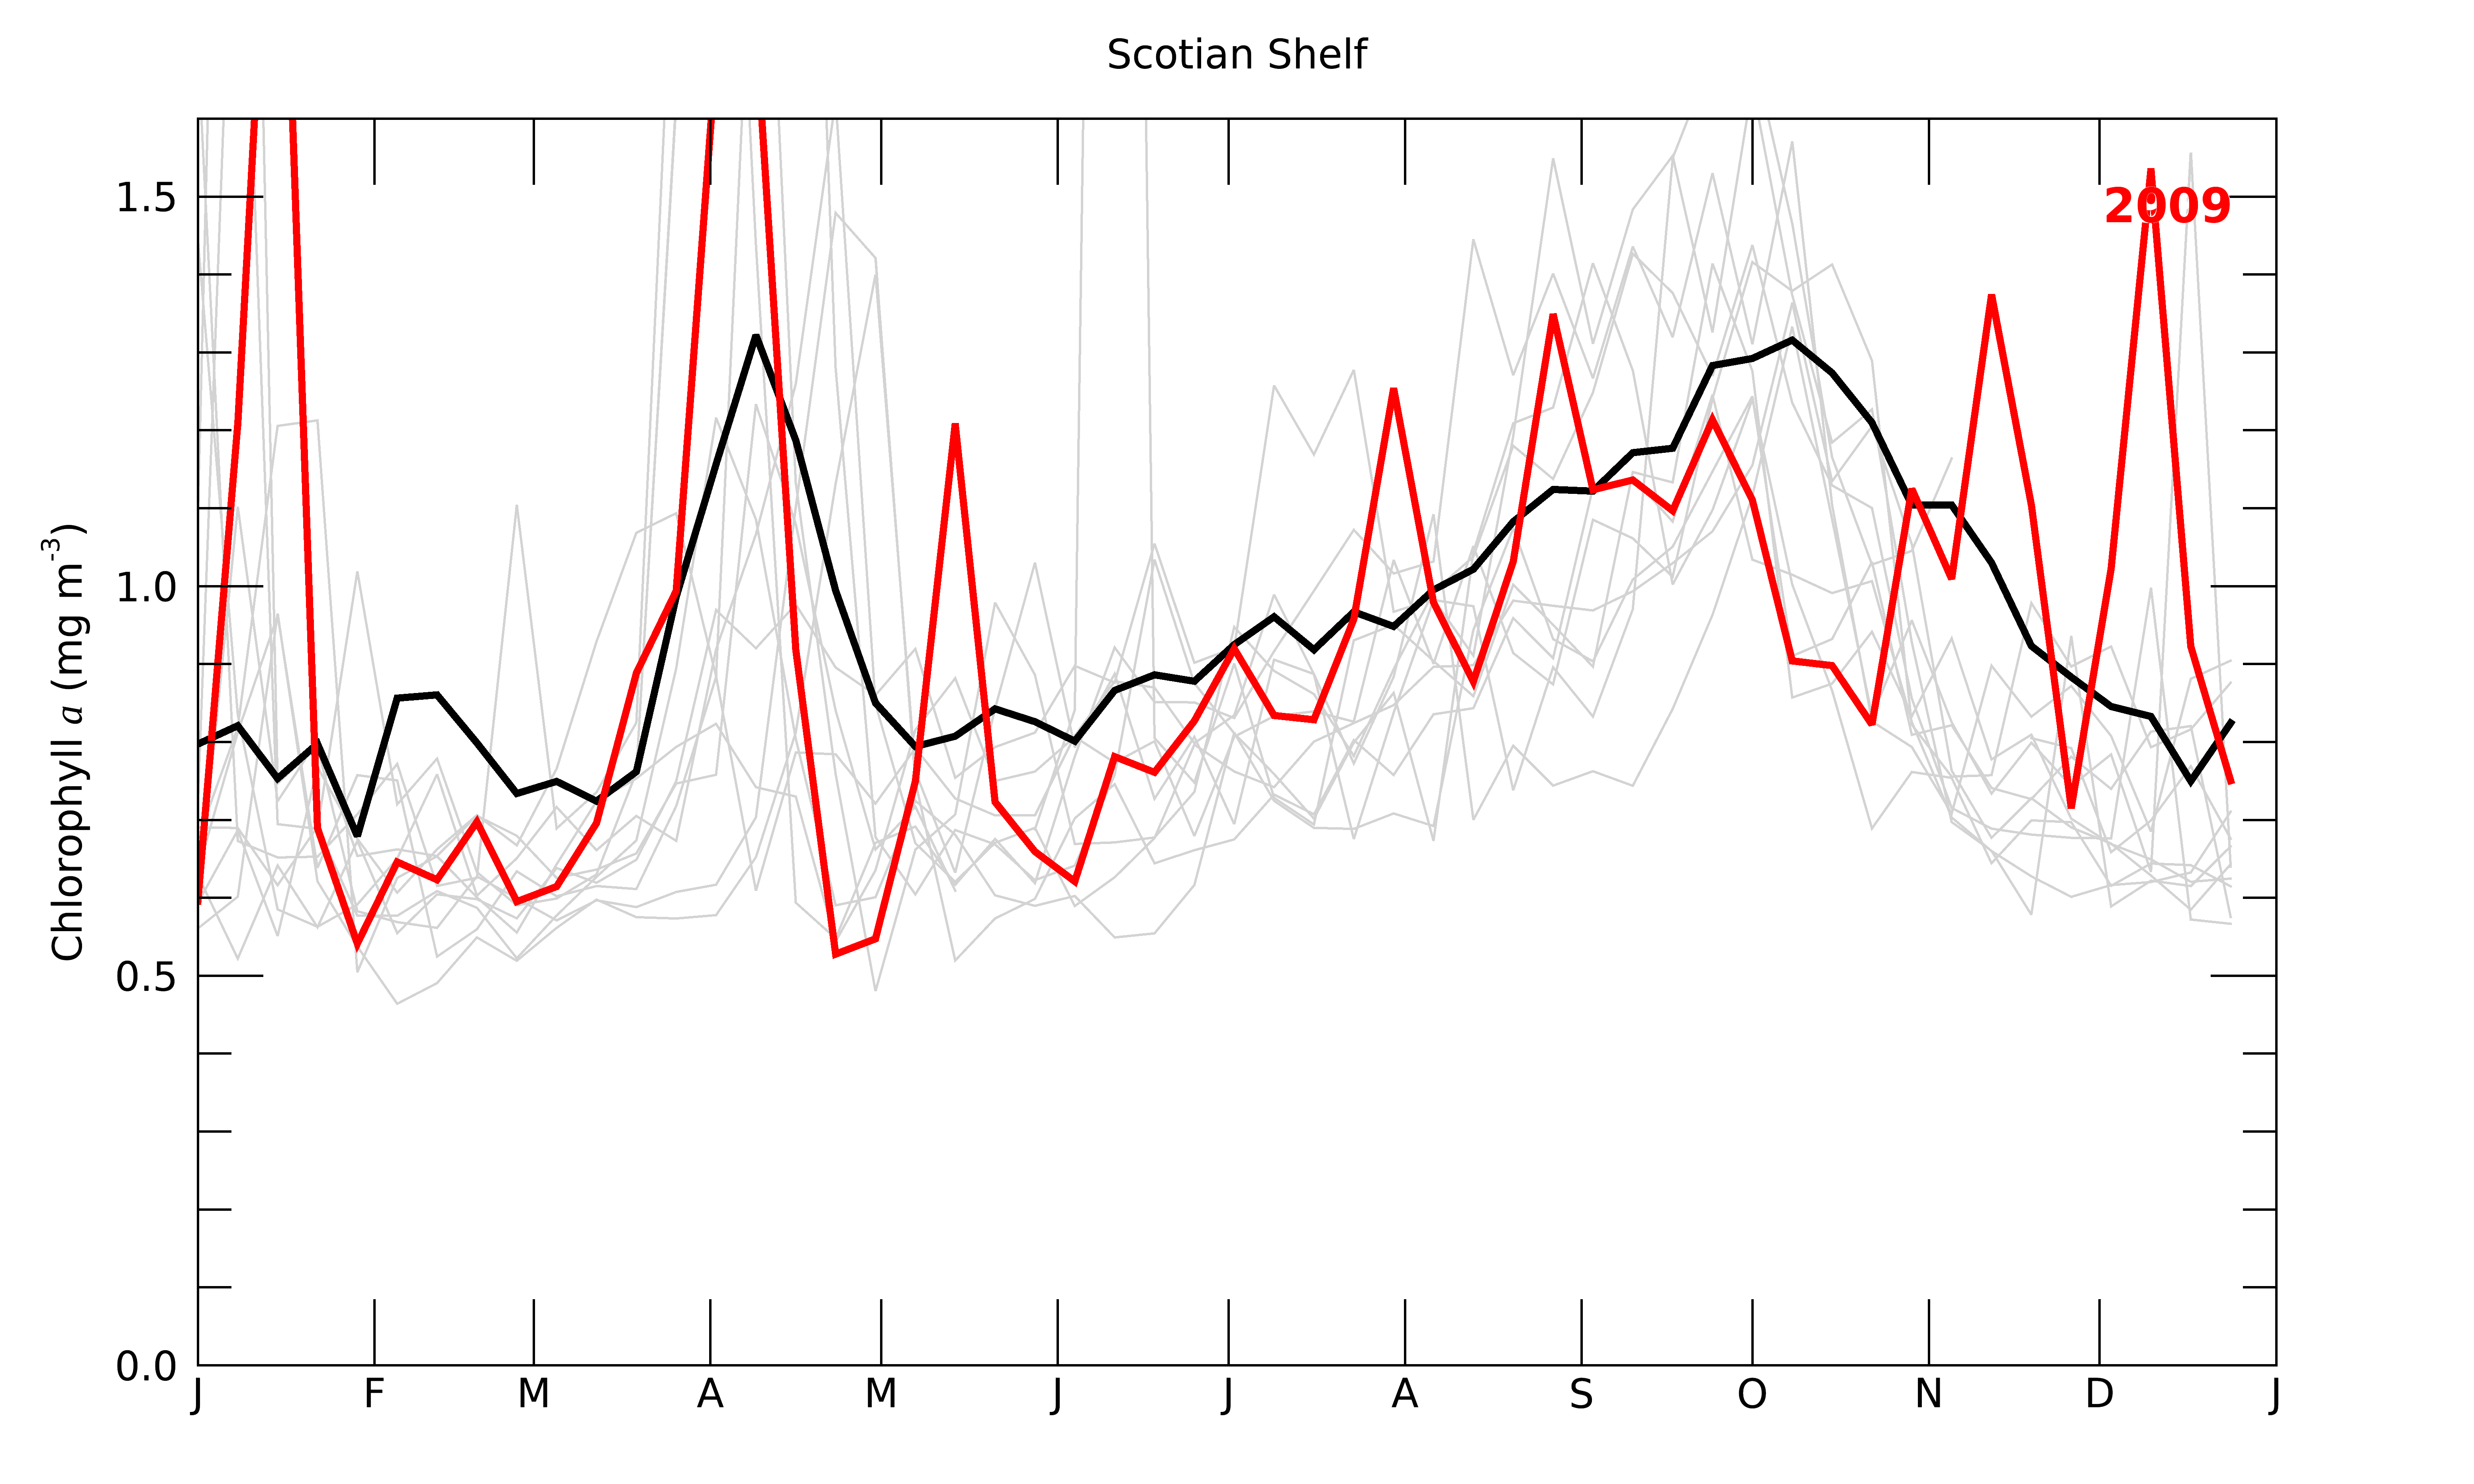 Scotian Shelf
Chlorophyll a (mg m⁻³)
1.5
1.0
0.5
0.0
2009
J F M A M J J A S O N D J